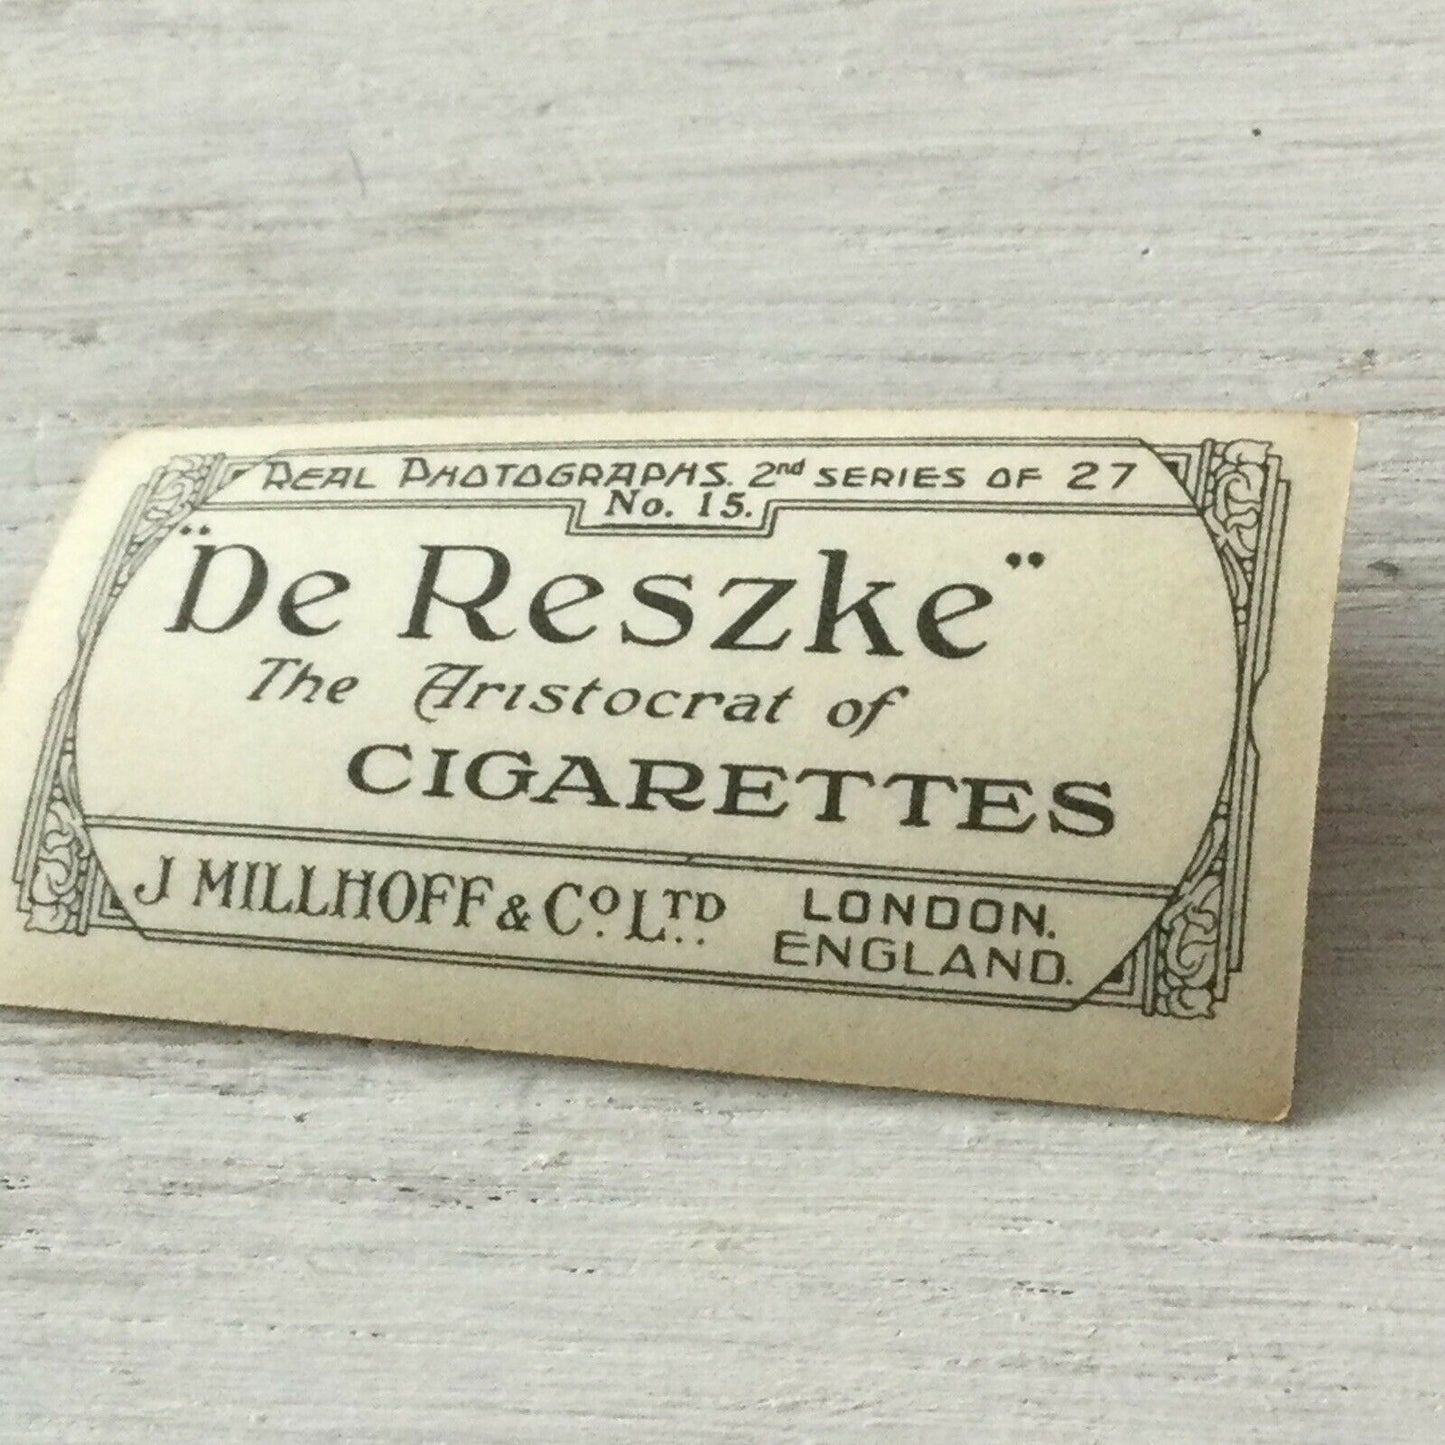 REAL PHOTOGRAPHS. 2nd SERIES OF 27
No. 15.
"De Reszke"
The Aristocrat of
CIGARETTES
J MILLHOFF & Co. LTD.
LONDON.
ENGLAND.